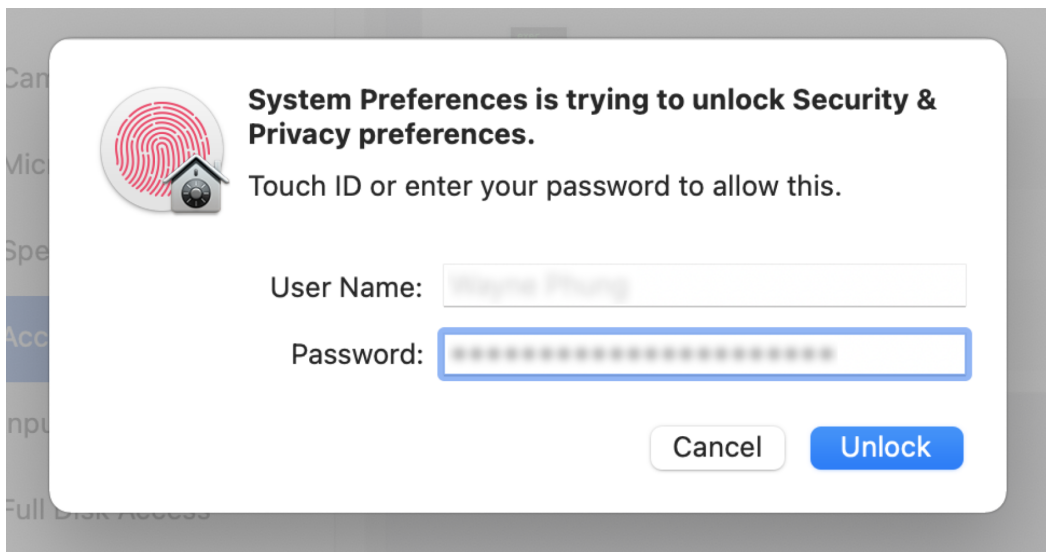 System Preferences is trying to unlock Security &
Privacy preferences.
Touch ID or enter your password to allow this.
User Name:
Password:
Cancel
Unlock
Full Disk Access